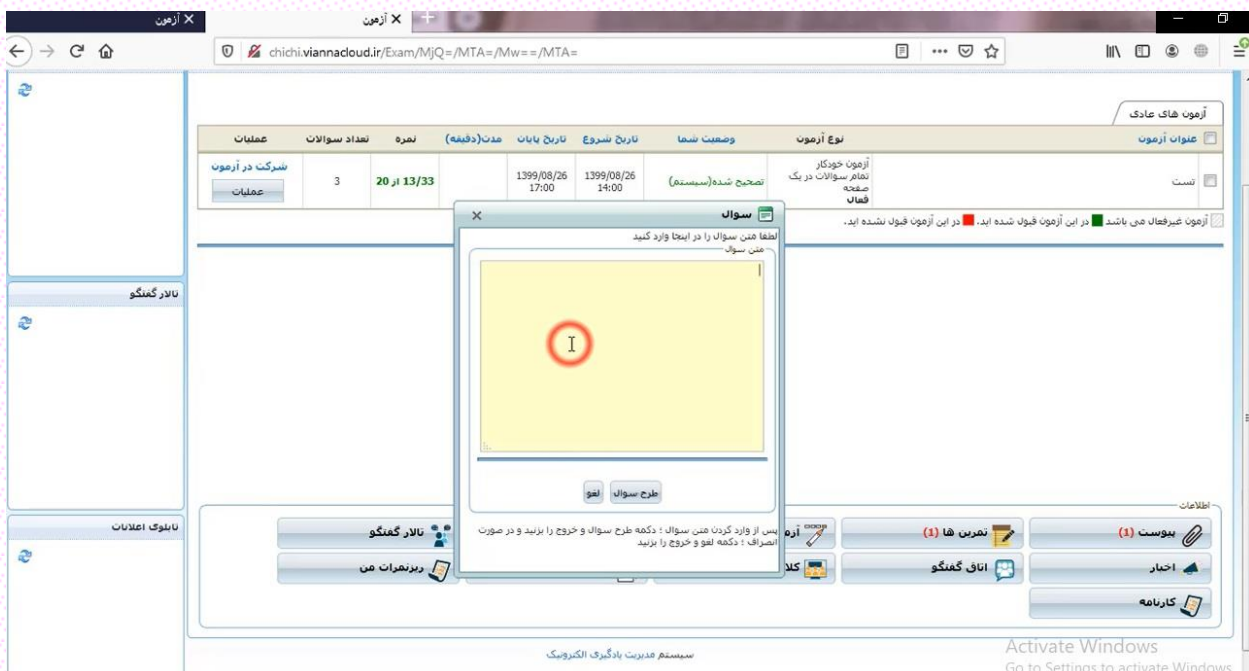 آزمون
آزمون
chichi.viannacloud.ir/Exam/MjQ=/MTA=/Mw==/MTA=
آزمون های عادی
عنوان آزمون نوع آزمون وضعیت شما تاریخ شروع تاریخ پایان مدت(دقیقه) نمره تعداد سوالات عملیات
تست
آزمون خودکار
تمام سوالات در یک
صفحه
فعال
تصحیح شده(سیستم)
1399/08/26
14:00
1399/08/26
17:00
13/33 از 20
3
شرکت در آزمون
عملیات
آزمون غیرفعال می باشد در این آزمون قبول شده اید. در این آزمون قبول نشده اید.
سوال
لطفا متن سوال را در اینجا وارد کنید
متن سوال
طرح سوال لغو
پس از وارد کردن متن سوال ؛ دکمه طرح سوال و خروج را بزنید و در صورت
انصراف ؛ دکمه لغو و خروج را بزنید
تالار گفتگو
تابلوی اعلانات
اطلاعات
پیوست (1)
تمرین ها (1)
تالار گفتگو
اخبار
اتاق گفتگو
ریزنمرات من
کارنامه
سیستم مدیریت یادگیری الکترونیک
Activate Windows
Go to Settings to activate Windows.